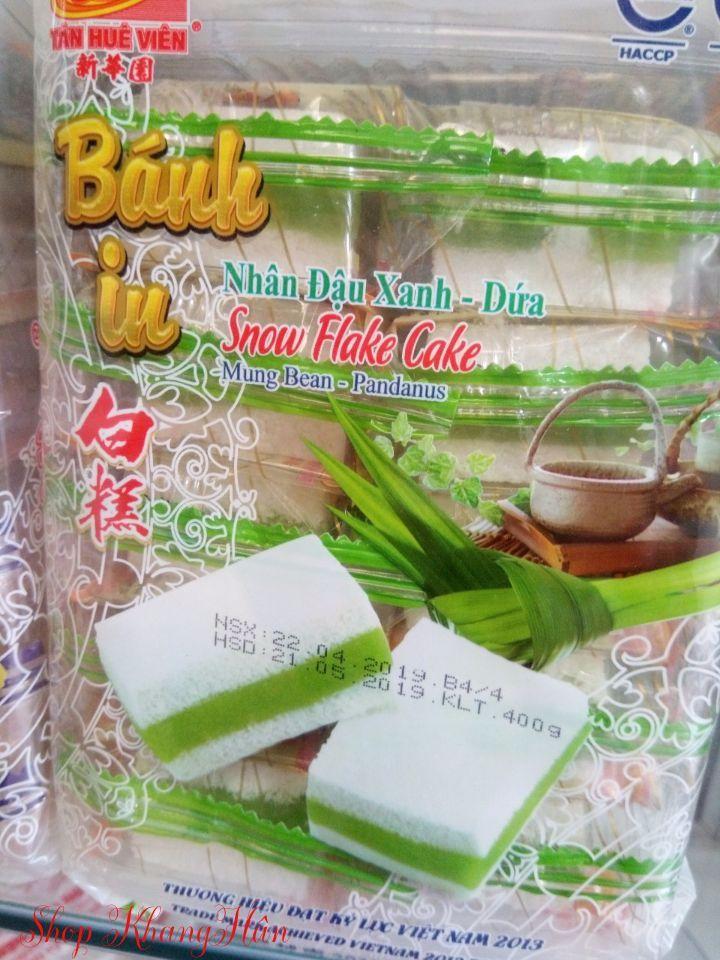 TÂN HUÊ VIÊN ®
新華園
HACCP
Bánh
in
Nhân Đậu Xanh - Dứa
Snow Flake Cake
Mung Bean - Pandanus
白糕
NSX:22.04.2019.B4/4
HSD:21.05.2019.KLT.400g
THƯƠNG HIỆU ĐẠT KỶ LỤC VIỆT NAM 2013
VIETNAM 2013
Shop KhangHân